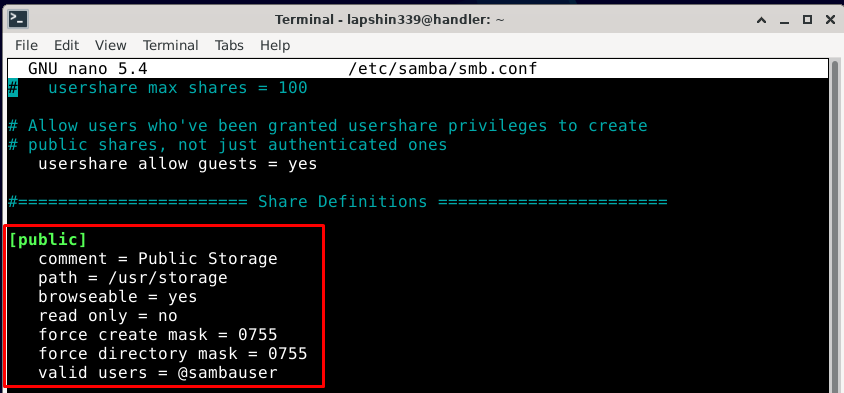 Terminal - lapshin339@handler: ~
File Edit View Terminal Tabs Help
GNU nano 5.4 /etc/samba/smb.conf
#   usershare max shares = 100
# Allow users who've been granted usershare privileges to create
# public shares, not just authenticated ones
usershare allow guests = yes
#======================= Share Definitions =======================
[public]
comment = Public Storage
path = /usr/storage
browseable = yes
read only = no
force create mask = 0755
force directory mask = 0755
valid users = @sambauser